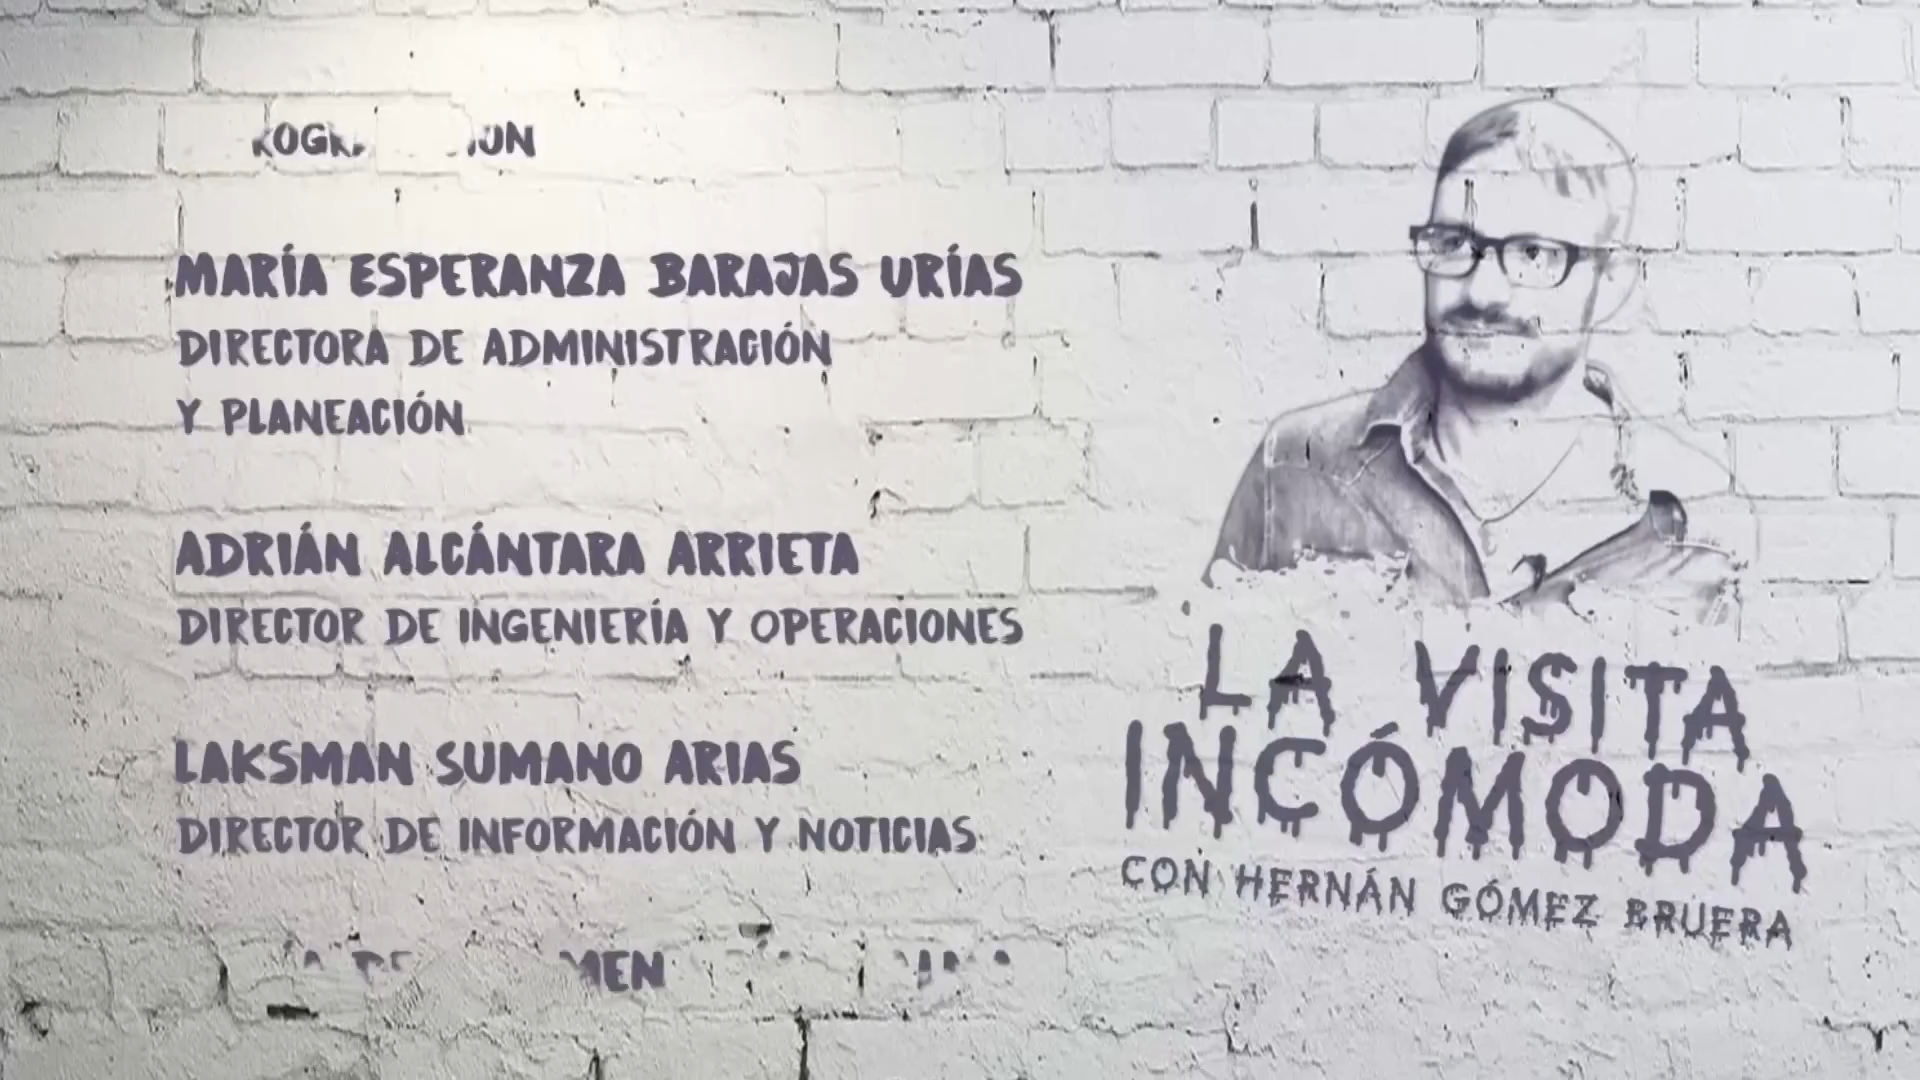 MARÍA ESPERANZA BARAJAS URÍAS
DIRECTORA DE ADMINISTRACIÓN
Y PLANEACIÓN
ADRIÁN ALCÁNTARA ARRIETA
DIRECTOR DE INGENIERÍA Y OPERACIONES
LAKSMAN SUMANO ARIAS
DIRECTOR DE INFORMACIÓN Y NOTICIAS
LA VISITA
INCÓMODA
CON HERNÁN GÓMEZ BRUERA